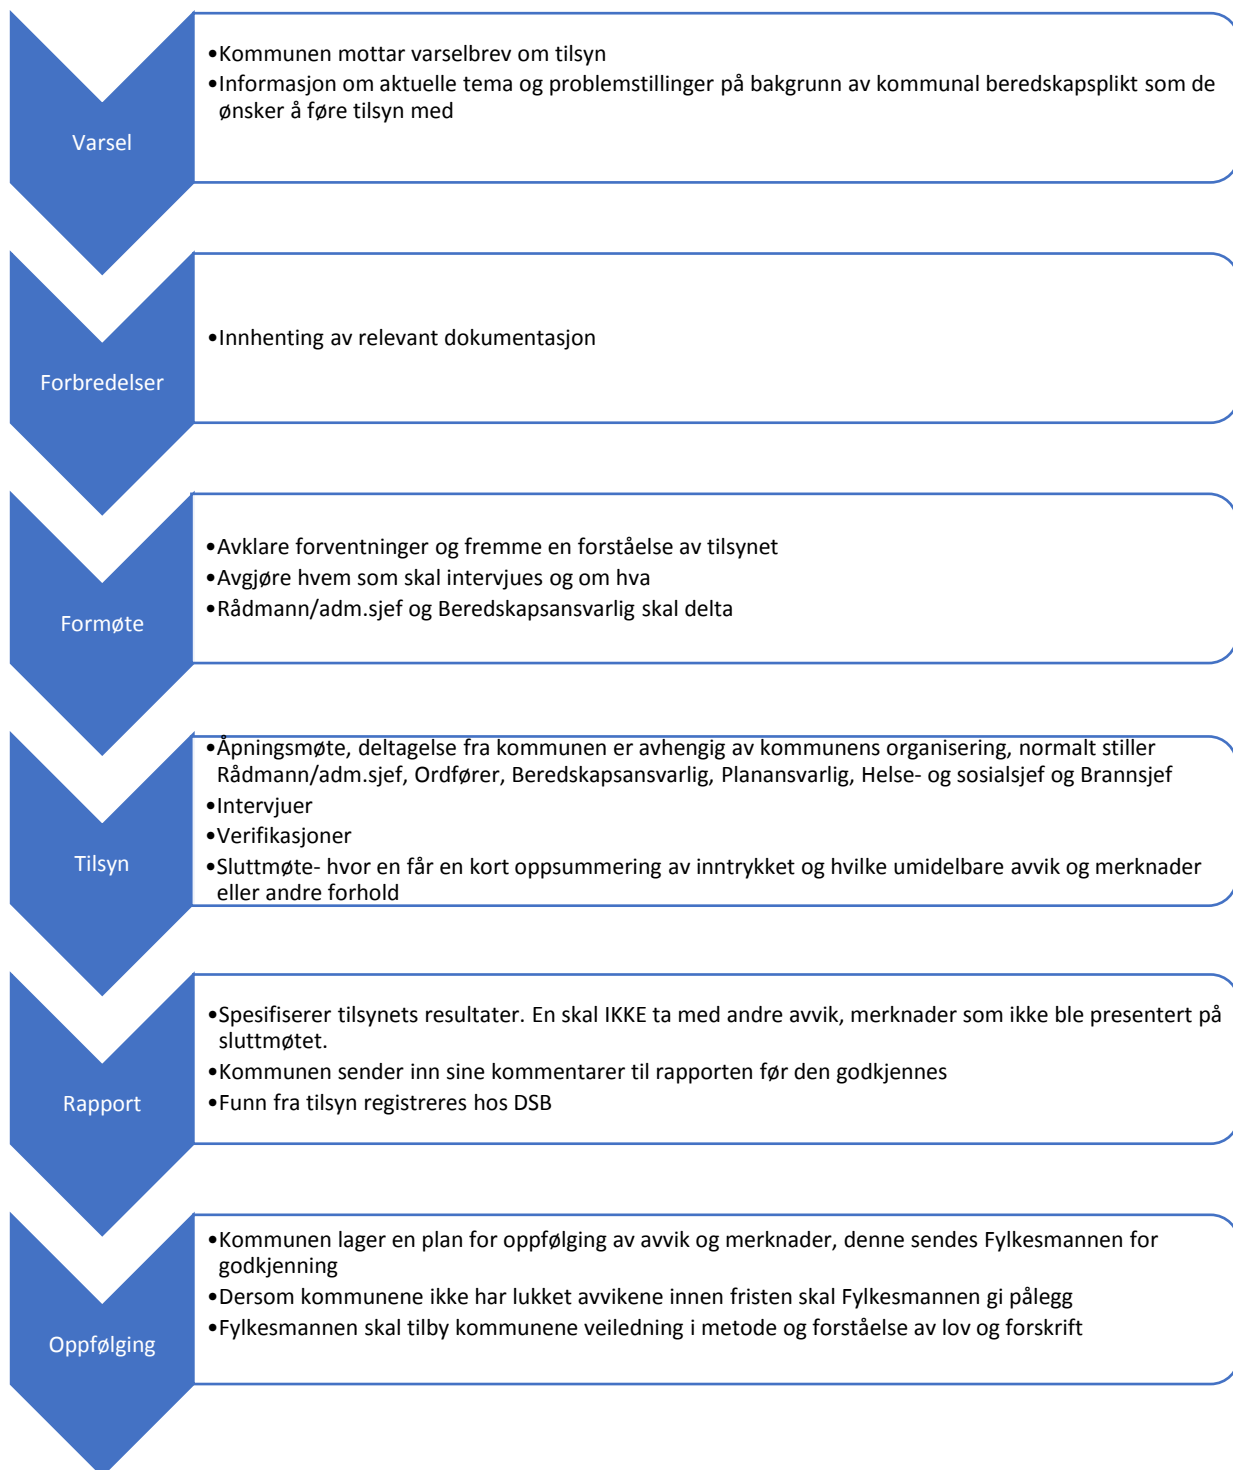 Varsel
•Kommunen mottar varselbrev om tilsyn
•Informasjon om aktuelle tema og problemstillinger på bakgrunn av kommunal beredskapsplikt som de
ønsker å føre tilsyn med
Forbredelser
•Innhenting av relevant dokumentasjon
Formøte
•Avklare forventninger og fremme en forståelse av tilsynet
•Avgjøre hvem som skal intervjues og om hva
•Rådmann/adm.sjef og Beredskapsansvarlig skal delta
Tilsyn
•Åpningsmøte, deltagelse fra kommunen er avhengig av kommunens organisering, normalt stiller
Rådmann/adm.sjef, Ordfører, Beredskapsansvarlig, Planansvarlig, Helse- og sosialsjef og Brannsjef
•Intervjuer
•Verifikasjoner
•Sluttmøte- hvor en får en kort oppsummering av inntrykket og hvilke umidelbare avvik og merknader
eller andre forhold
Rapport
•Spesifiserer tilsynets resultater. En skal IKKE ta med andre avvik, merknader som ikke ble presentert på
sluttmøtet.
•Kommunen sender inn sine kommentarer til rapporten før den godkjennes
•Funn fra tilsyn registreres hos DSB
Oppfølging
•Kommunen lager en plan for oppfølging av avvik og merknader, denne sendes Fylkesmannen for
godkjenning
•Dersom kommunene ikke har lukket avvikene innen fristen skal Fylkesmannen gi pålegg
•Fylkesmannen skal tilby kommunene veiledning i metode og forståelse av lov og forskrift